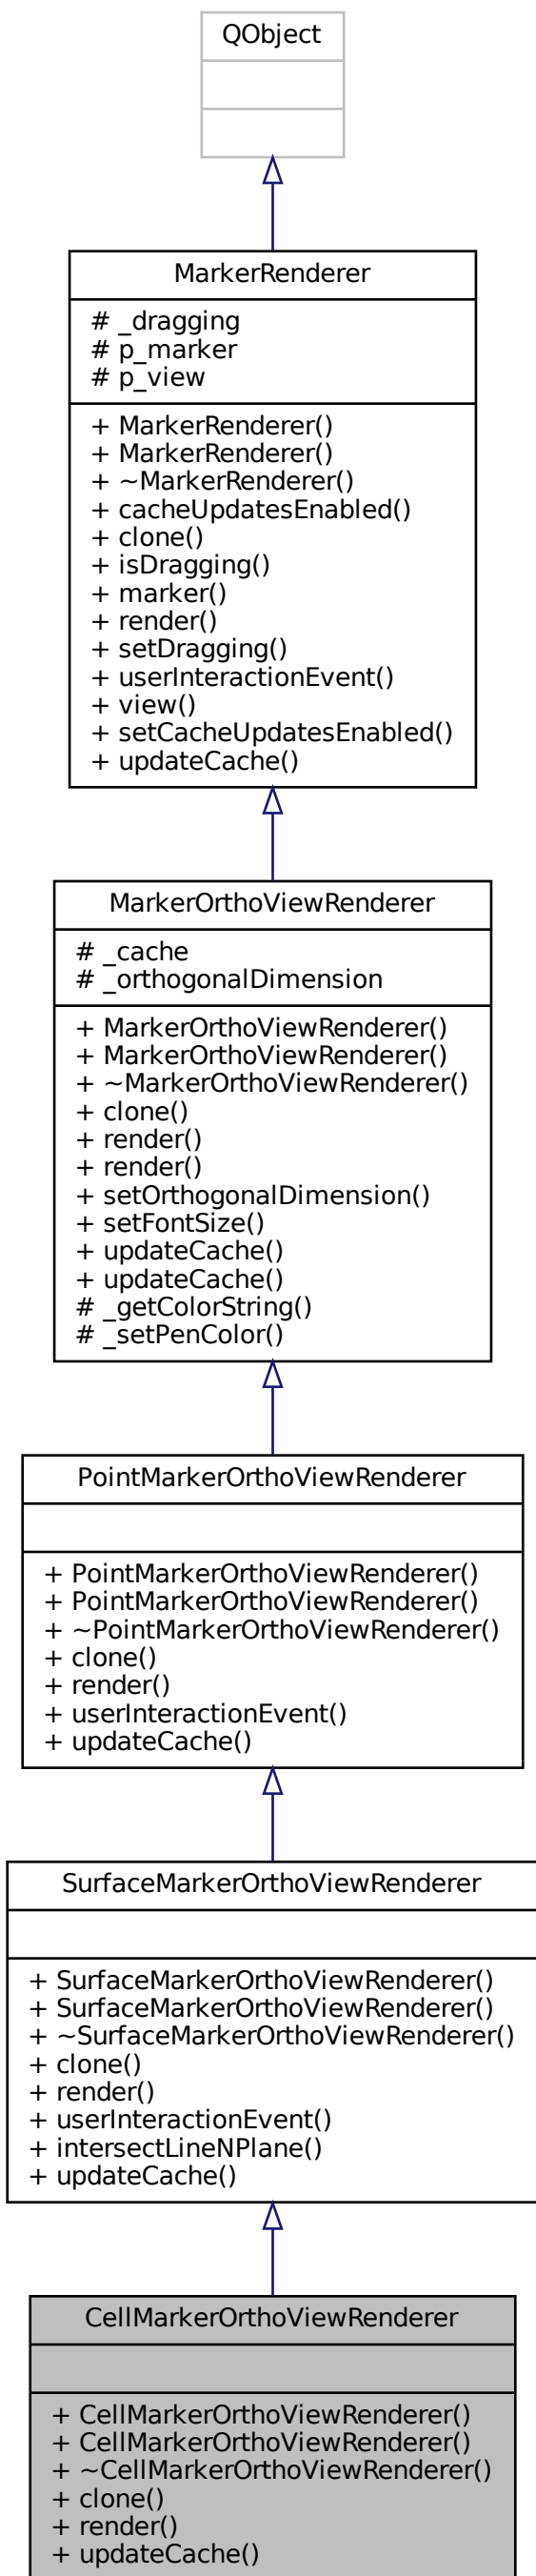 QObject
MarkerRenderer
# _dragging
# p_marker
# p_view
+ MarkerRenderer()
+ MarkerRenderer()
+ ~MarkerRenderer()
+ cacheUpdatesEnabled()
+ clone()
+ isDragging()
+ marker()
+ render()
+ setDragging()
+ userInteractionEvent()
+ view()
+ setCacheUpdatesEnabled()
+ updateCache()
MarkerOrthoViewRenderer
# _cache
# _orthogonalDimension
+ MarkerOrthoViewRenderer()
+ MarkerOrthoViewRenderer()
+ ~MarkerOrthoViewRenderer()
+ clone()
+ render()
+ render()
+ setOrthogonalDimension()
+ setFontSize()
+ updateCache()
+ updateCache()
# _getColorString()
# _setPenColor()
PointMarkerOrthoViewRenderer
+ PointMarkerOrthoViewRenderer()
+ PointMarkerOrthoViewRenderer()
+ ~PointMarkerOrthoViewRenderer()
+ clone()
+ render()
+ userInteractionEvent()
+ updateCache()
SurfaceMarkerOrthoViewRenderer
+ SurfaceMarkerOrthoViewRenderer()
+ SurfaceMarkerOrthoViewRenderer()
+ ~SurfaceMarkerOrthoViewRenderer()
+ clone()
+ render()
+ userInteractionEvent()
+ intersectLineNPlane()
+ updateCache()
CellMarkerOrthoViewRenderer
+ CellMarkerOrthoViewRenderer()
+ CellMarkerOrthoViewRenderer()
+ ~CellMarkerOrthoViewRenderer()
+ clone()
+ render()
+ updateCache()